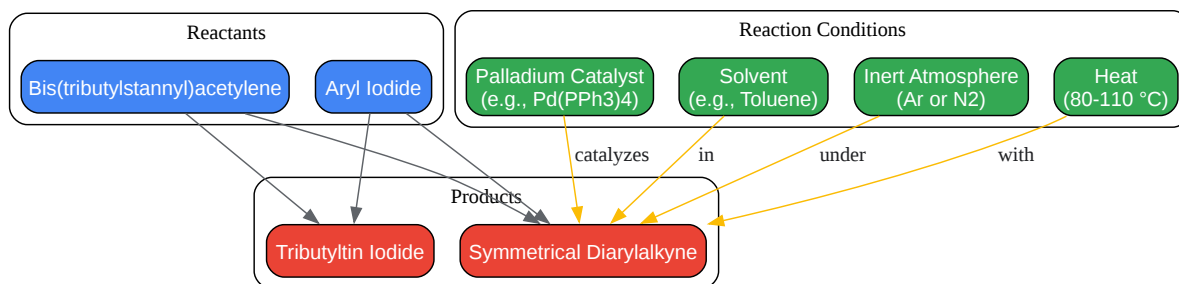 Reactants
Reaction Conditions
Bis(tributylstannyl)acetylene
Aryl Iodide
Palladium Catalyst
(e.g., Pd(PPh3)4)
Solvent
(e.g., Toluene)
Inert Atmosphere
(Ar or N2)
Heat
(80-110 °C)
catalyzes
in
under
with
Products
Tributyltin Iodide
Symmetrical Diarylalkyne